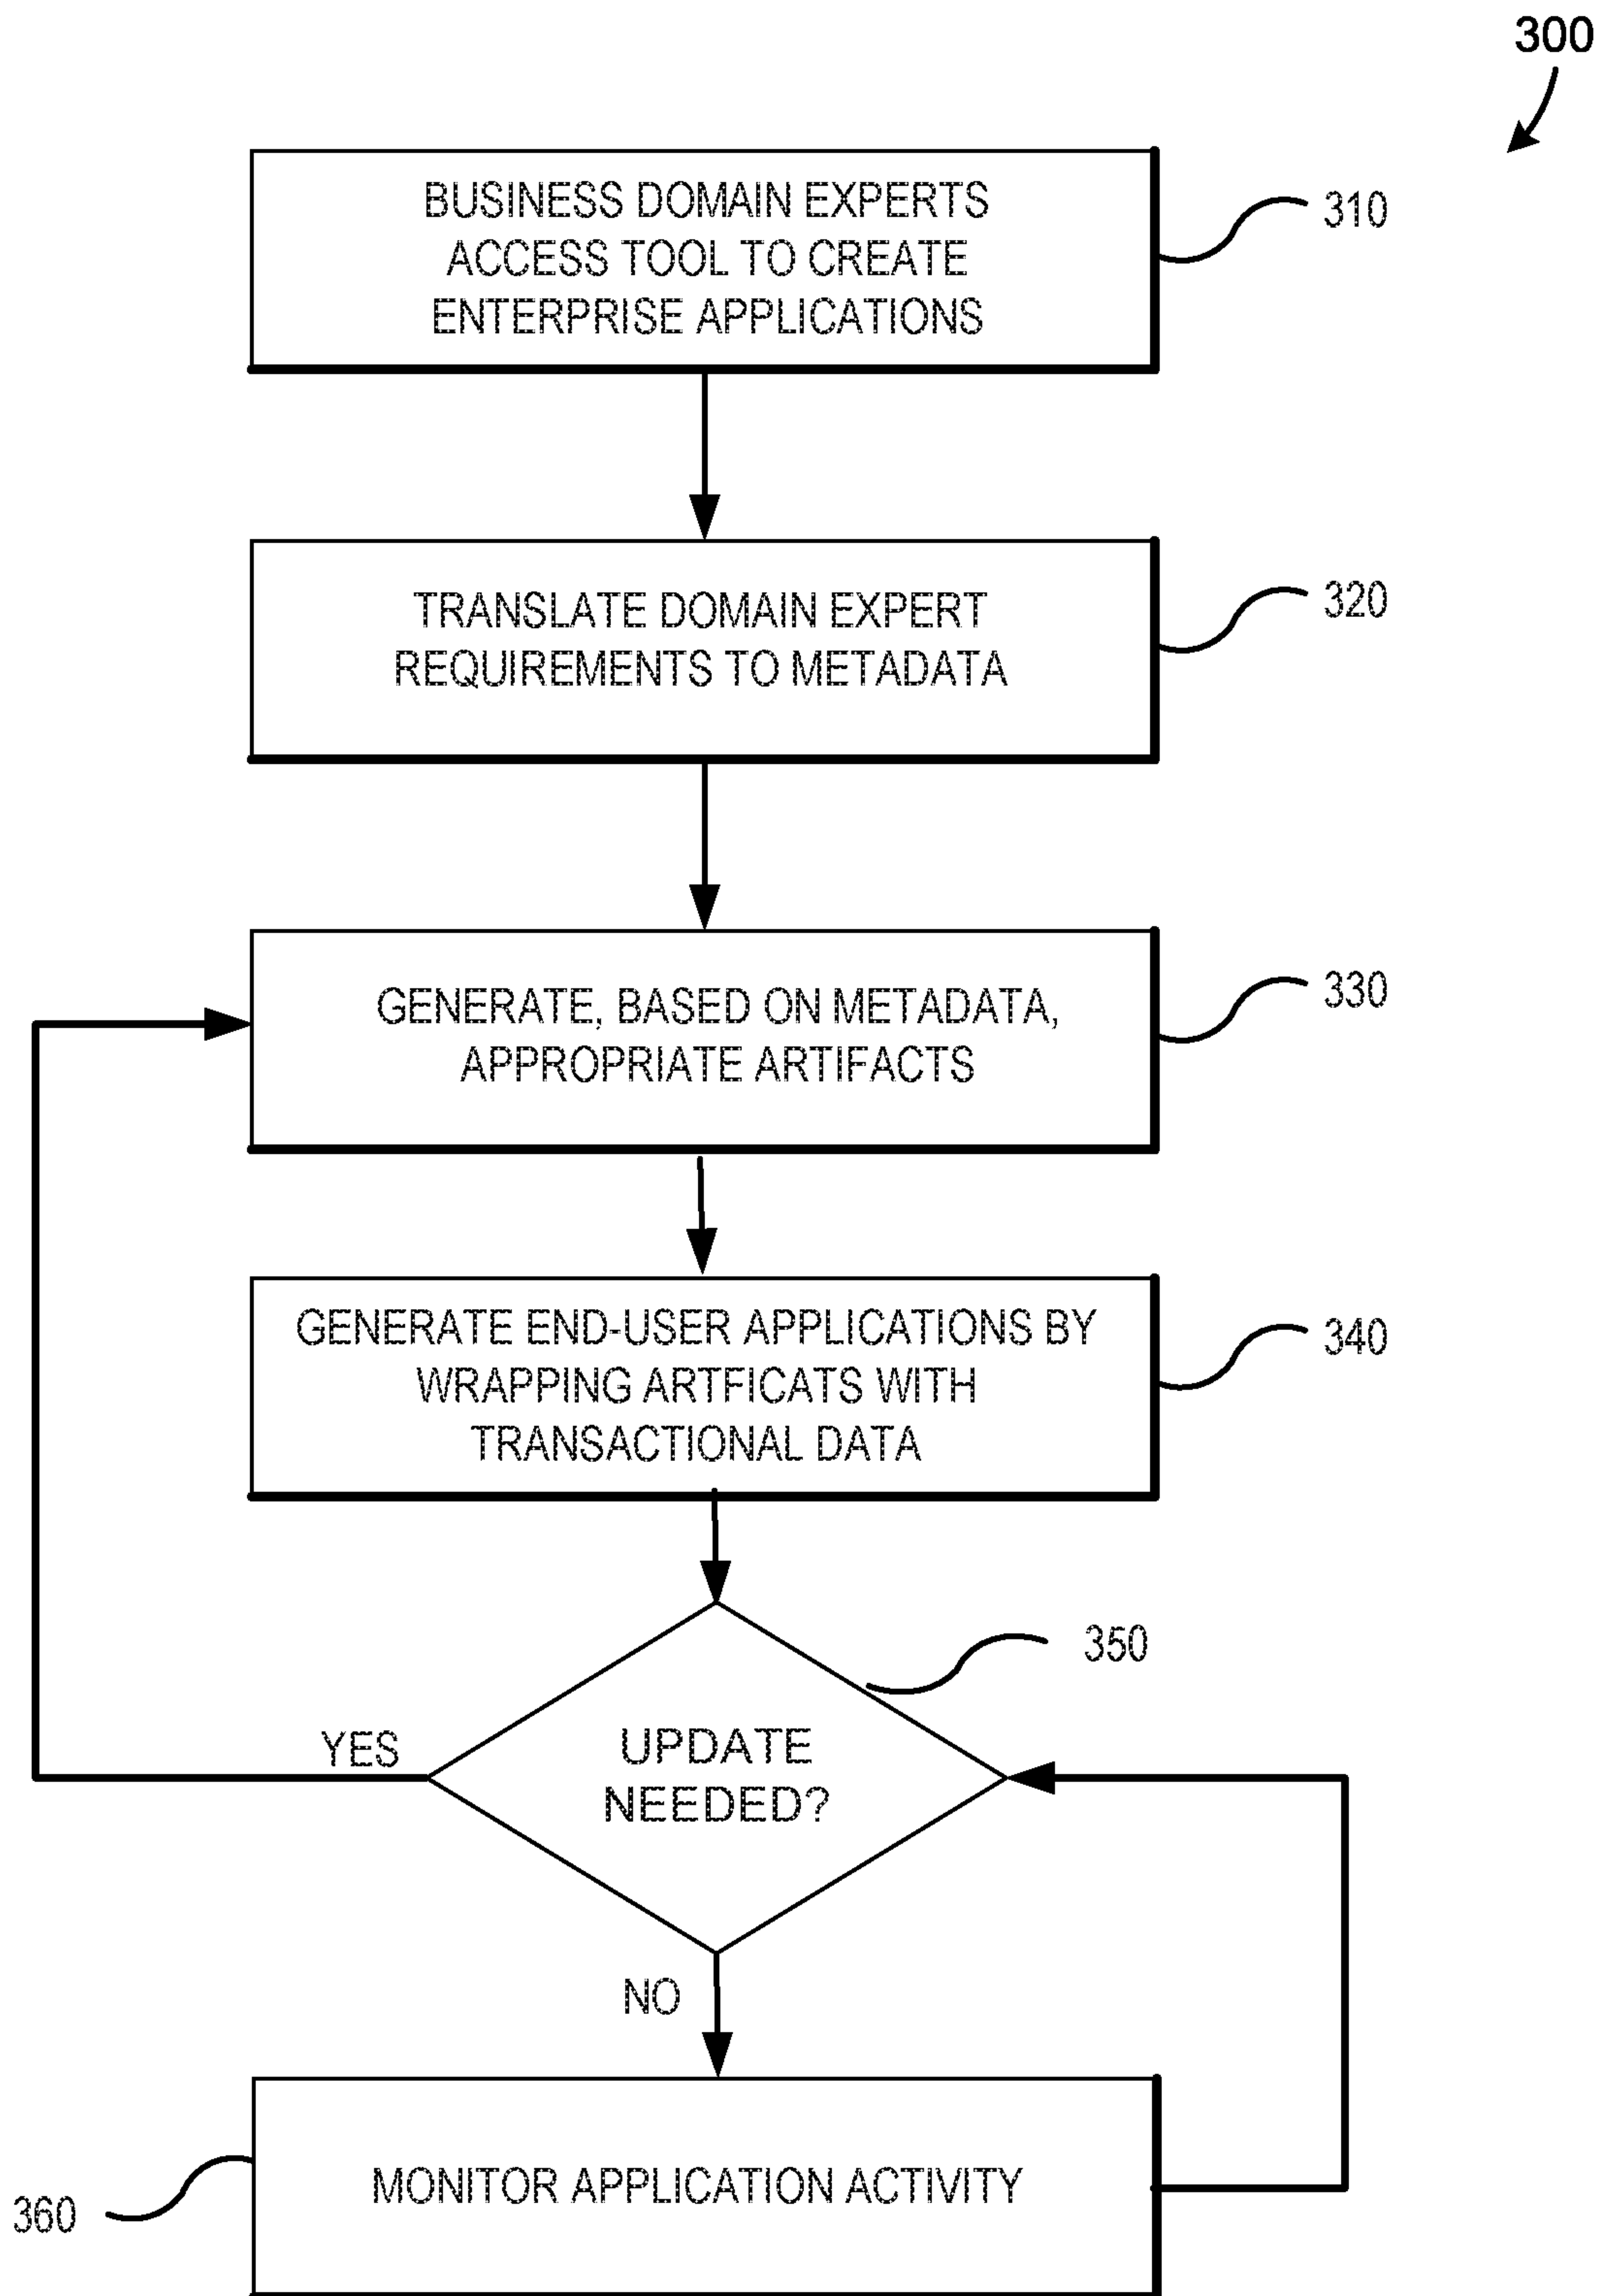 300
BUSINESS DOMAIN EXPERTS
ACCESS TOOL TO CREATE
ENTERPRISE APPLICATIONS
310
TRANSLATE DOMAIN EXPERT
REQUIREMENTS TO METADATA
320
GENERATE, BASED ON METADATA,
APPROPRIATE ARTIFACTS
330
GENERATE END-USER APPLICATIONS BY
WRAPPING ARTFICATS WITH
TRANSACTIONAL DATA
340
350
YES
UPDATE
NEEDED?
NO
MONITOR APPLICATION ACTIVITY
360